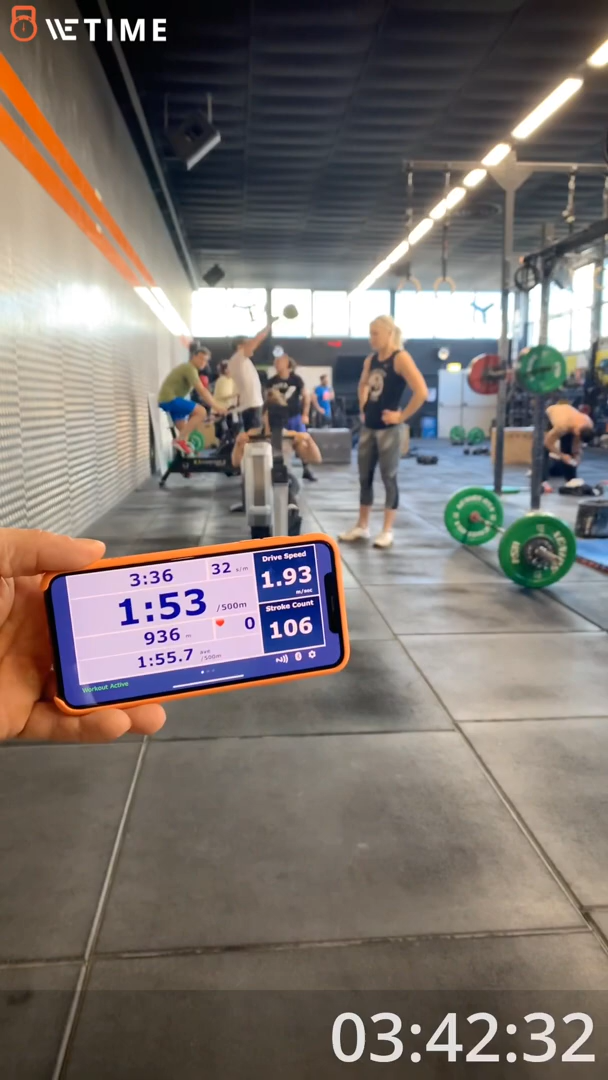 WETIME
3:36
32 s/m
1:53 /500m
936 m
0
1:55.7 /500m
Drive Speed
1.93
m/sec
Stroke Count
106
Workout Active
03:42:32